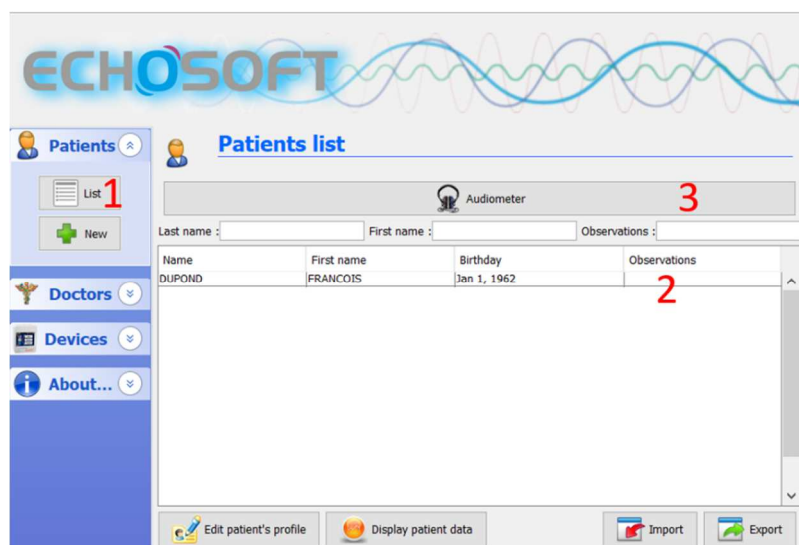 ECHOSOFT
Patients
List 1
New
Doctors
Devices
About...
Patients list
Audiometer 3
Last name : First name : Observations :
Name First name Birthday Observations
DUPOND FRANCOIS Jan 1, 1962
2
Edit patient's profile Display patient data Import Export